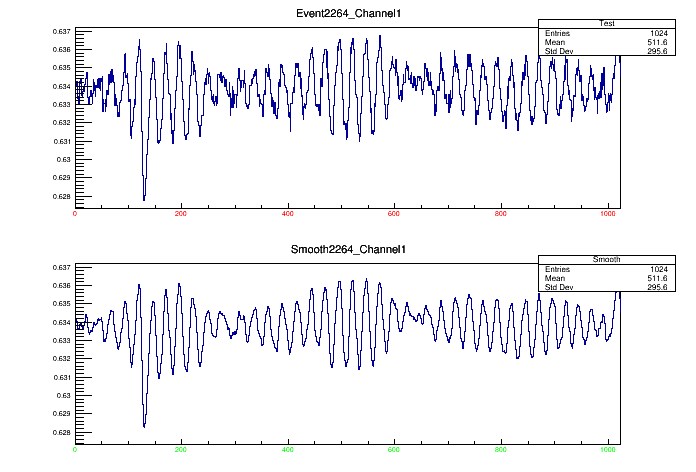 Event2264_Channel1
Test
Entries 1024
Mean 511.6
Std Dev 295.6
0.637
0.636
0.635
0.634
0.633
0.632
0.631
0.63
0.629
0.628
0 200 400 600 800 1000
Smooth2264_Channel1
Smooth
Entries 1024
Mean 511.6
Std Dev 295.6
0.637
0.636
0.635
0.634
0.633
0.632
0.631
0.63
0.629
0.628
0 200 400 600 800 1000